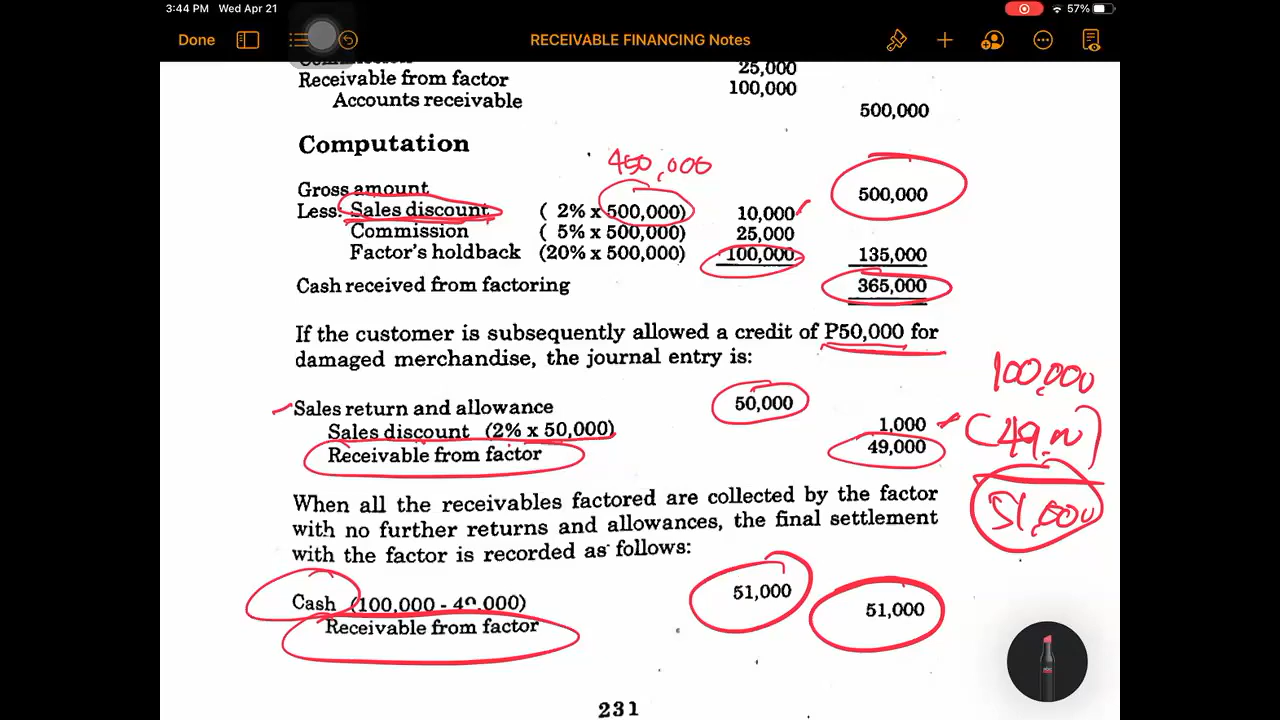 3:44 PM Wed Apr 21
57%
Done
RECEIVABLE FINANCING Notes
25,000
Receivable from factor 100,000
Accounts receivable 500,000
Computation
450,000
Gross amount 500,000
Less: Sales discount ( 2% x 500,000) 10,000
Commission ( 5% x 500,000) 25,000
Factor's holdback (20% x 500,000) 100,000 135,000
Cash received from factoring 365,000
If the customer is subsequently allowed a credit of P50,000 for
damaged merchandise, the journal entry is:
100,000
Sales return and allowance 50,000
Sales discount (2% x 50,000) 1,000
Receivable from factor 49,000
51,000
When all the receivables factored are collected by the factor
with no further returns and allowances, the final settlement
with the factor is recorded as follows:
Cash (100,000 - 49,000) 51,000
Receivable from factor 51,000
231